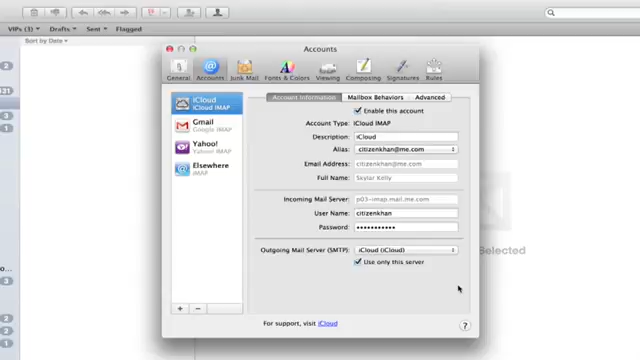 VIPs (3) Drafts Sent Flagged
Sort by Date
Accounts
General Accounts Junk Mail Fonts & Colors Viewing Composing Signatures Rules
iCloud
iCloud IMAP
Gmail
Google IMAP
Yahoo!
Yahoo! IMAP
Elsewhere
IMAP
Account Information Mailbox Behaviors Advanced
Enable this account
Account Type: iCloud IMAP
Description: iCloud
Alias: citizenkhan@me.com
Email Address: citizenkhan@me.com
Full Name: Skylar Kelly
Incoming Mail Server: p03-imap.mail.me.com
User Name: citizenkhan
Password: •••••••••••
Outgoing Mail Server (SMTP): iCloud (iCloud)
Use only this server
+ −
For support, visit iCloud
?
Selected